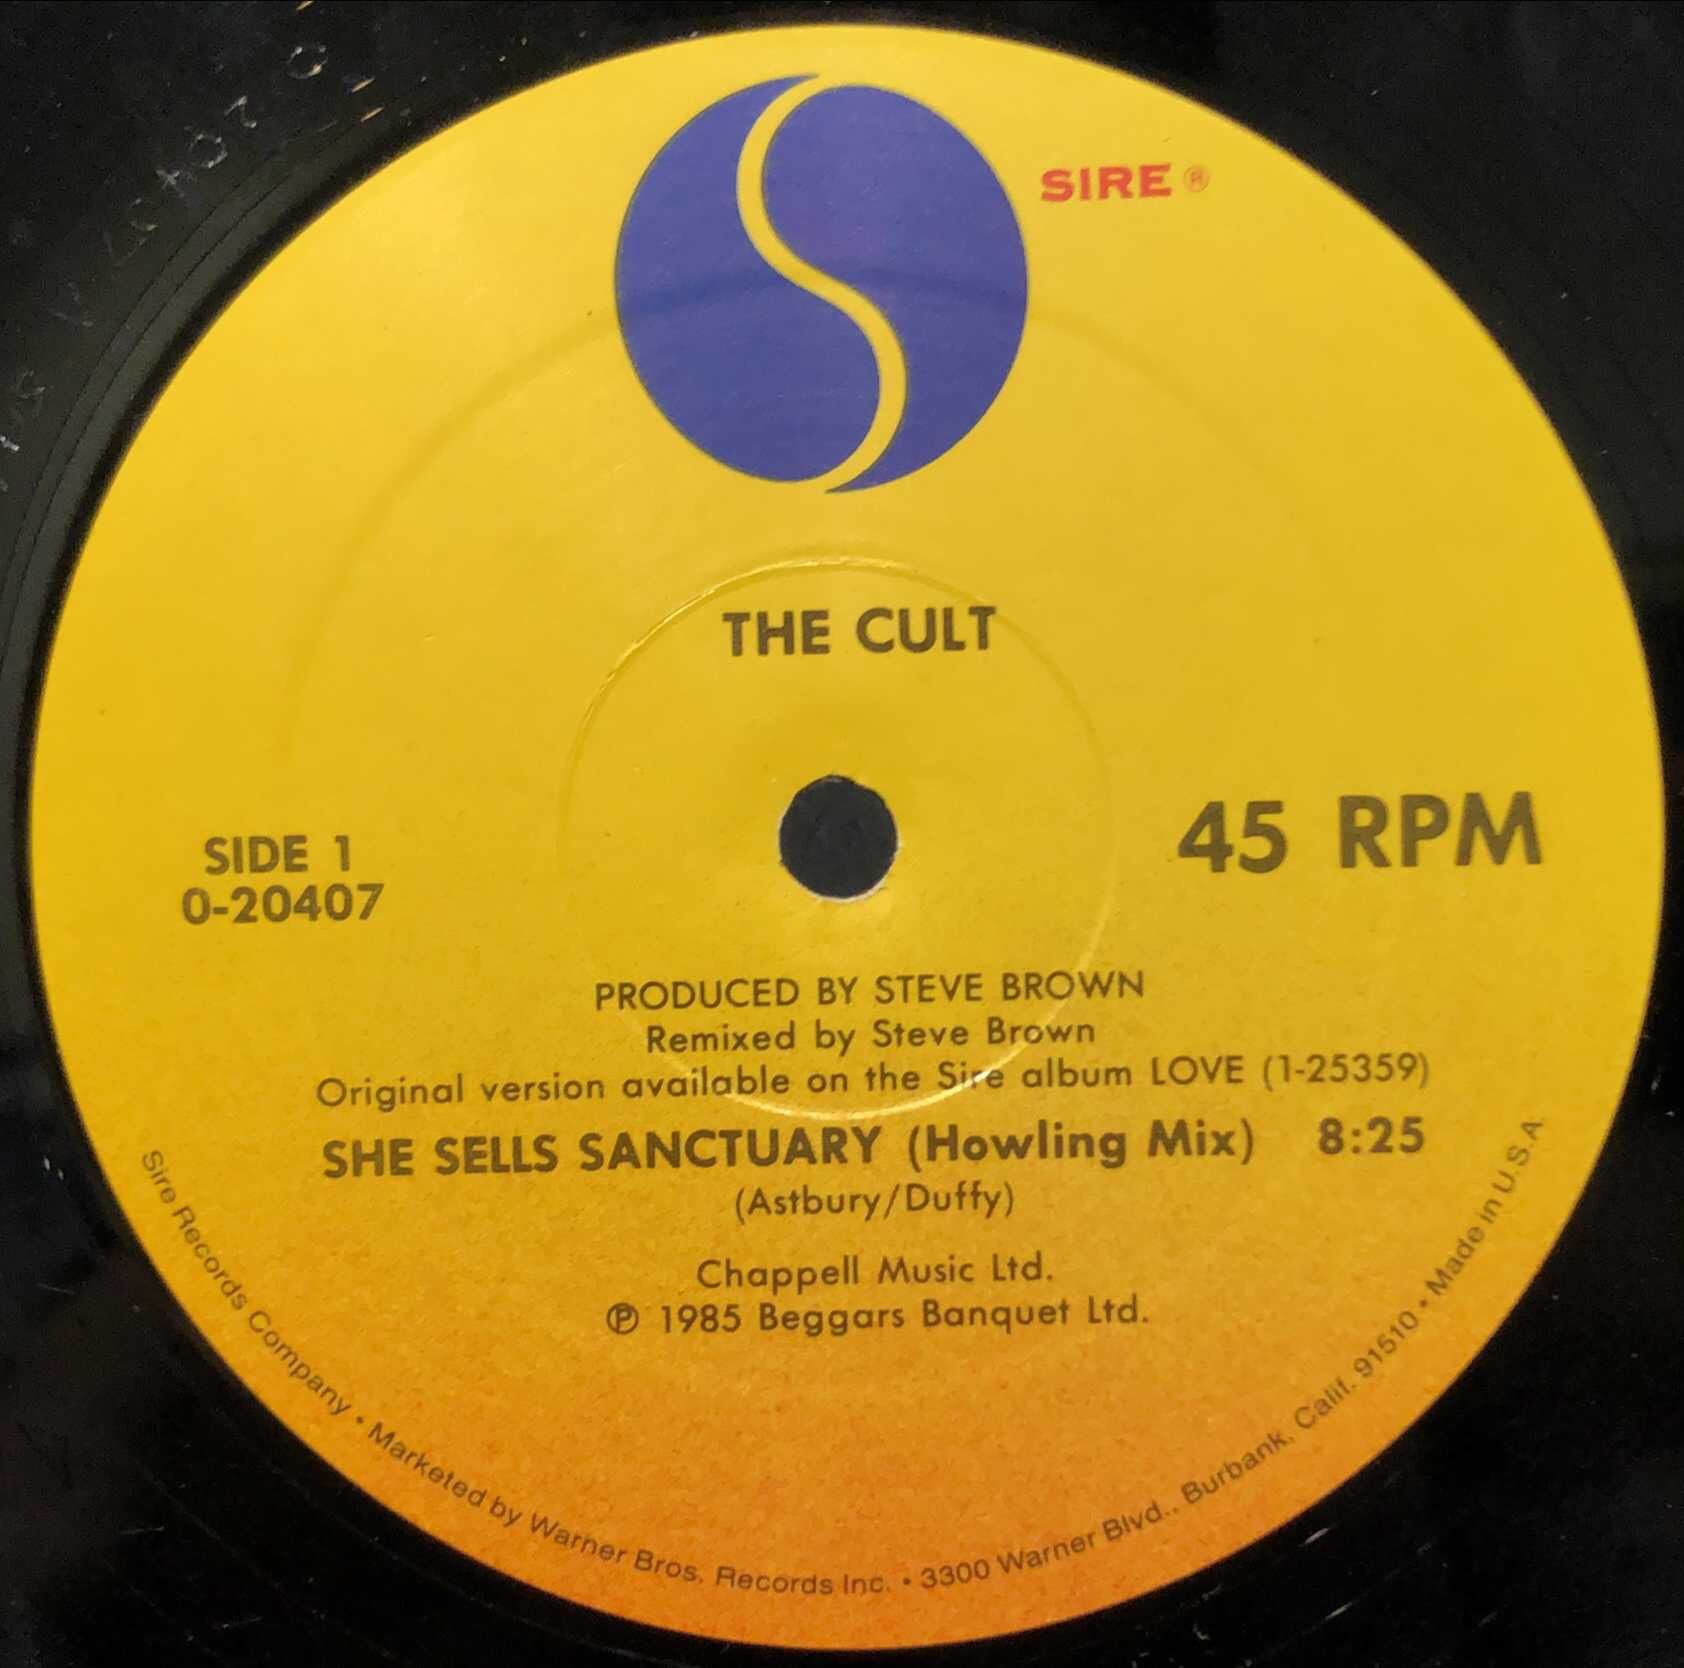 SIRE ®
THE CULT
SIDE 1
0-20407
45 RPM
PRODUCED BY STEVE BROWN
Remixed by Steve Brown
Original version available on the Sire album LOVE (1-25359)
SHE SELLS SANCTUARY (Howling Mix) 8:25
(Astbury/Duffy)
Chappell Music Ltd.
℗ 1985 Beggars Banquet Ltd.
Sire Records Company • Marketed by Warner Bros. Records Inc. • 3300 Warner Blvd., Burbank, Calif. 91510 • Made in U.S.A